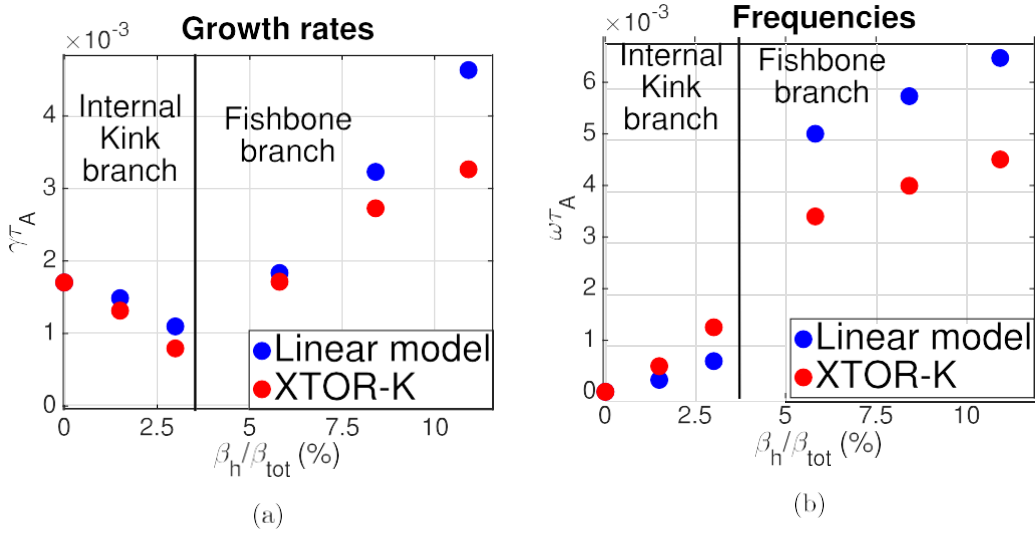 Growth rates
×10⁻³
4
3
2
1
0
γτ_A
Internal
Kink
branch
Fishbone
branch
Linear model
XTOR-K
0
2.5
5
7.5
10
β_h/β_tot (%)
(a)
Frequencies
×10⁻³
6
5
4
3
2
1
0
ωτ_A
Internal
Kink
branch
Fishbone
branch
Linear model
XTOR-K
0
2.5
5
7.5
10
β_h/β_tot (%)
(b)